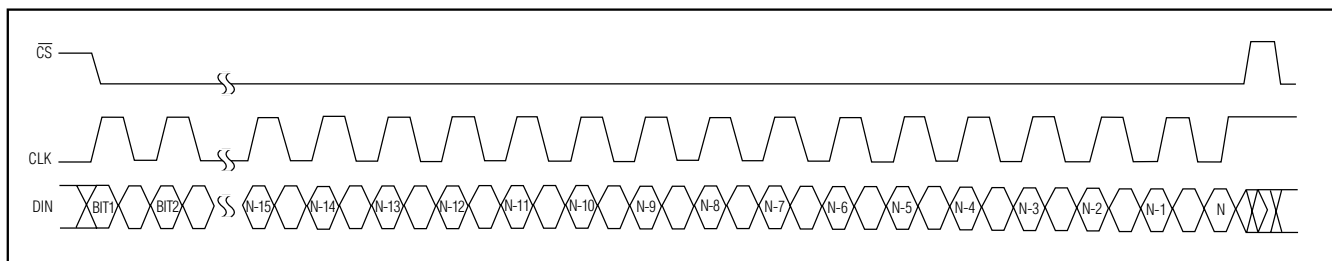 C̅S̅
CLK
DIN BIT1 BIT2 N-15 N-14 N-13 N-12 N-11 N-10 N-9 N-8 N-7 N-6 N-5 N-4 N-3 N-2 N-1 N